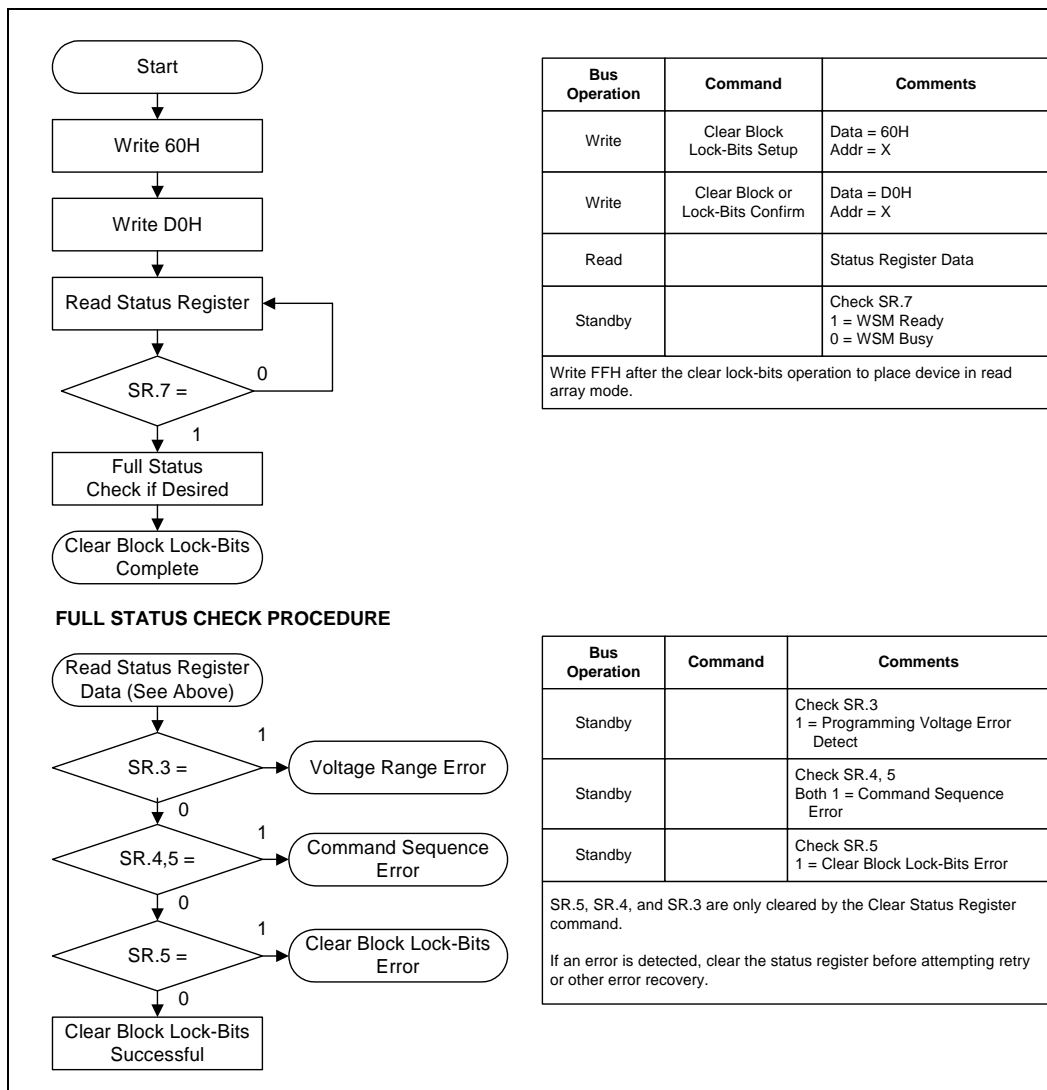 Start
Write 60H
Write D0H
Read Status Register
SR.7 =
0
1
Full Status
Check if Desired
Clear Block Lock-Bits
Complete
Bus
Operation
Command
Comments
Write
Clear Block
Lock-Bits Setup
Data = 60H
Addr = X
Write
Clear Block or
Lock-Bits Confirm
Data = D0H
Addr = X
Read
Status Register Data
Standby
Check SR.7
1 = WSM Ready
0 = WSM Busy
Write FFH after the clear lock-bits operation to place device in read
array mode.
FULL STATUS CHECK PROCEDURE
Read Status Register
Data (See Above)
SR.3 =
1
Voltage Range Error
0
SR.4,5 =
1
Command Sequence
Error
0
SR.5 =
1
Clear Block Lock-Bits
Error
0
Clear Block Lock-Bits
Successful
Bus
Operation
Command
Comments
Standby
Check SR.3
1 = Programming Voltage Error
Detect
Standby
Check SR.4, 5
Both 1 = Command Sequence
Error
Standby
Check SR.5
1 = Clear Block Lock-Bits Error
SR.5, SR.4, and SR.3 are only cleared by the Clear Status Register
command.
If an error is detected, clear the status register before attempting retry
or other error recovery.